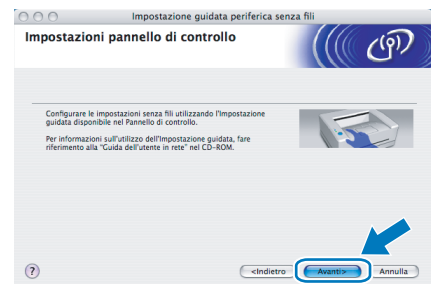 Impostazione guidata periferica senza fili
Impostazioni pannello di controllo
Configurare le impostazioni senza fili utilizzando l'Impostazione
guidata disponibile nel Pannello di controllo.
Per informazioni sull'utilizzo dell'Impostazione guidata, fare
riferimento alla "Guida dell'utente in rete" nel CD-ROM.
?
<Indietro
Avanti>
Annulla